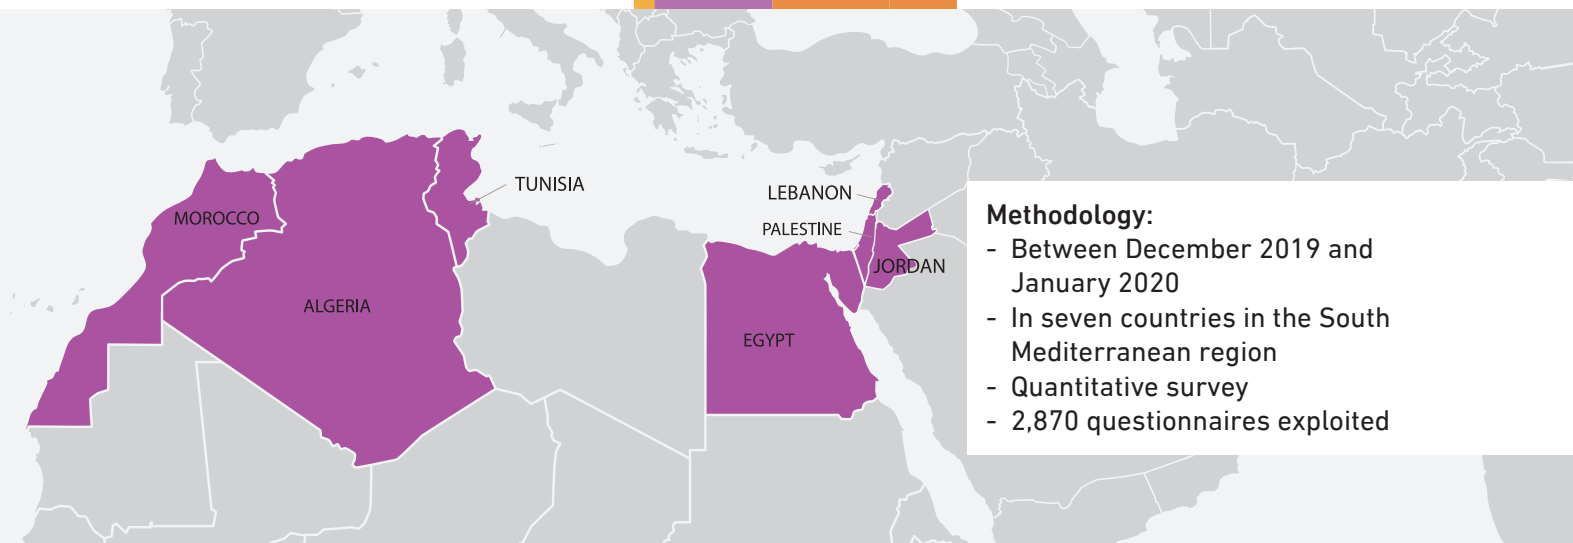 TUNISIA
MOROCCO
ALGERIA
LEBANON
PALESTINE
JORDAN
EGYPT
Methodology:
- Between December 2019 and
January 2020
- In seven countries in the South
Mediterranean region
- Quantitative survey
- 2,870 questionnaires exploited